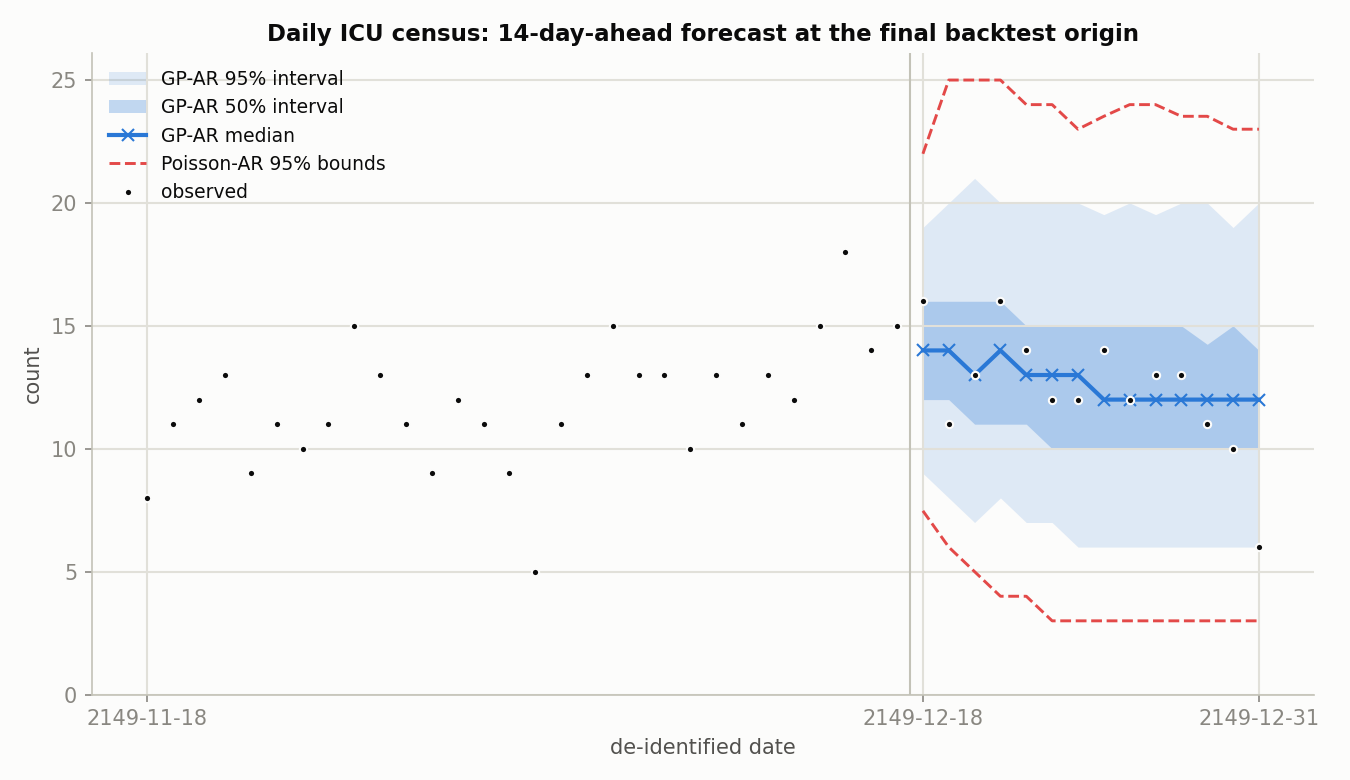 Daily ICU census: 14-day-ahead forecast at the final backtest origin
GP-AR 95% interval
GP-AR 50% interval
GP-AR median
Poisson-AR 95% bounds
observed
25
20
15
10
5
0
count
2149-11-18
2149-12-18
2149-12-31
de-identified date